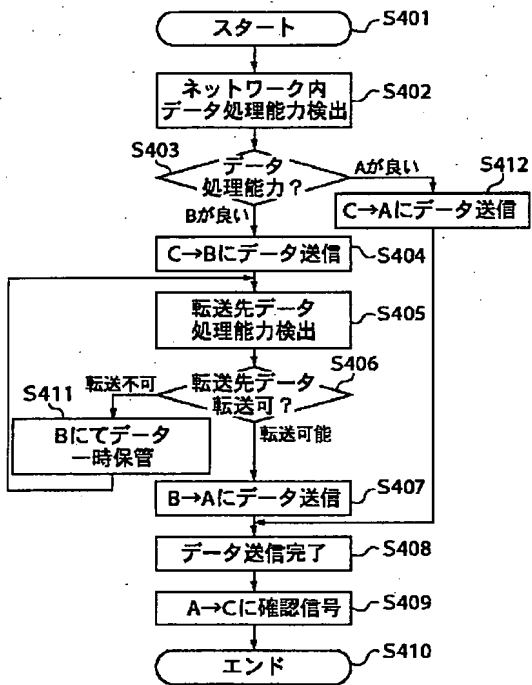 スタート
S401
ネットワーク内
データ処理能力検出
S402
S403
データ
処理能力?
Aが良い
Bが良い
S412
C→Aにデータ送信
C→Bにデータ送信
S404
転送先データ
処理能力検出
S405
S406
転送先データ
転送可?
転送不可
転送可能
S411
Bにてデータ
一時保管
B→Aにデータ送信
S407
データ送信完了
S408
A→Cに確認信号
S409
エンド
S410